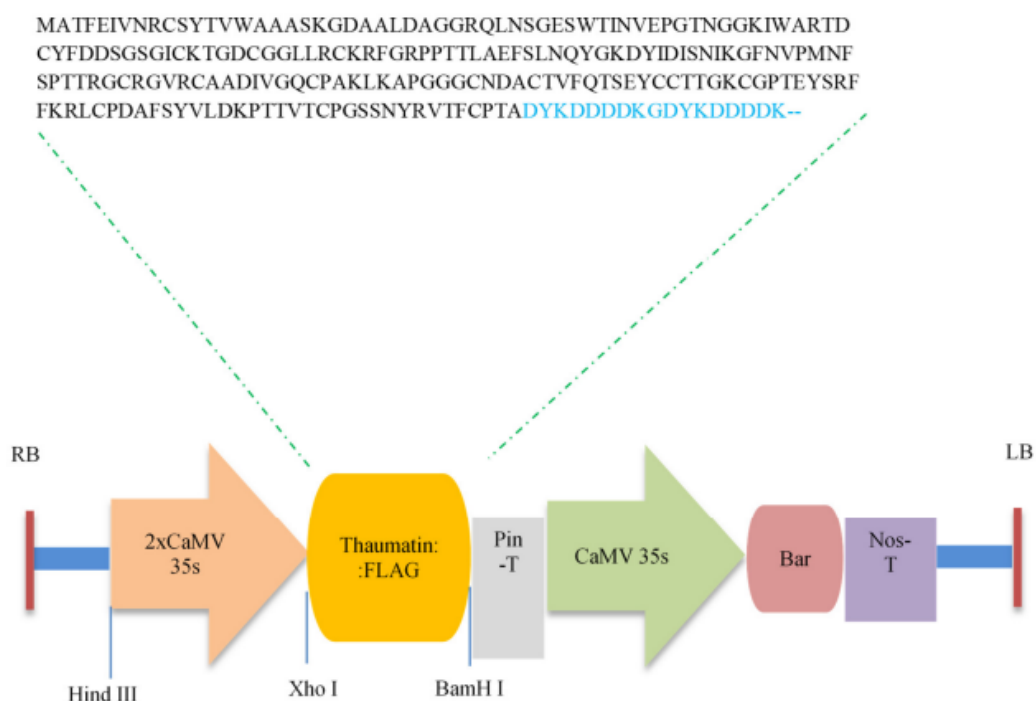 MATFEIVNRCSYTVWAAASKGDAALDAGGRQLNSGESWTINVEPGTNGGKIWARTD
CYFDDSGSGICKTGDCGGLLRCKRFGRPPTTLAEFSLNQYGKDYIDISNIKGFNVPMNF
SPTTRGCRGVRCAADIVGQCPAKLKAPGGGCNDACTVFQTSEYCCTTGKCGPTEYSRF
FKRLCPDAFSYVLDKPTTVTCPGSSNYRVTFCPTADYKDDDDKGDYKDDDDK--
RB
LB
2xCaMV
35s
Thaumatin:
:FLAG
Pin
-T
CaMV 35s
Bar
Nos-
T
Hind III
Xho I
BamH I